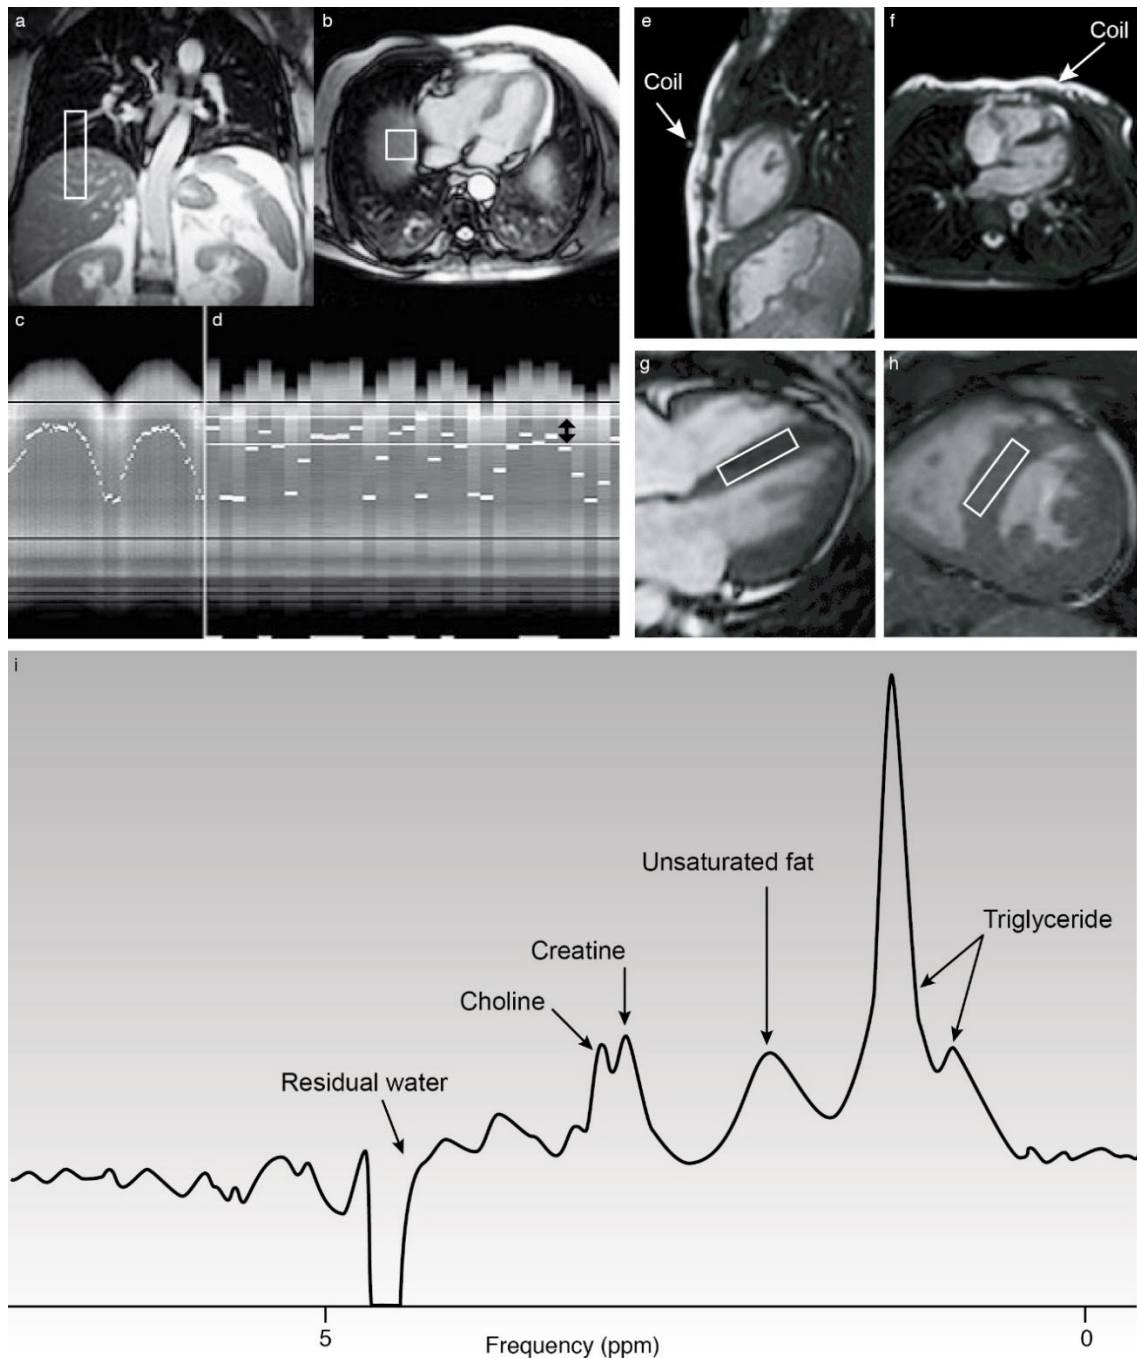 a
b
e
Coil
f
Coil
c
d
g
h
i
Unsaturated fat
Triglyceride
Creatine
Choline
Residual water
5
0
Frequency (ppm)